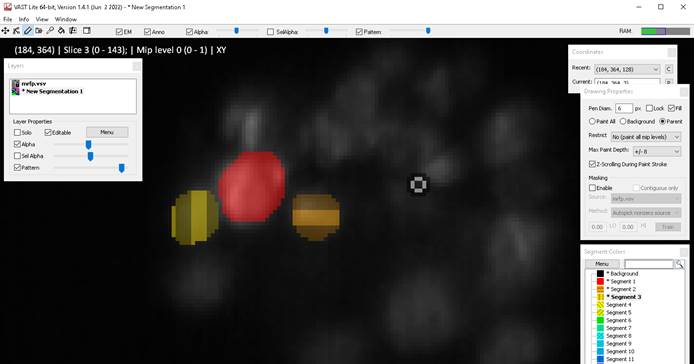 VAST Lite 64-bit, Version 1.4.1 (Jun 2 2022) - * New Segmentation 1
File Info View Window
EM Anno Alpha SelAlpha Pattern RAM:
(184, 364) | Slice 3 (0 - 143); | Mip level 0 (0 - 1) | XY
Layers
mrfp.vsv
* New Segmentation 1
Layer Properties
Solo Editable Menu
Alpha
Sel Alpha
Pattern
Coordinates
Recent: (184, 364, 128) C
Current:
Drawing Properties
Pen Diam. 6 px Lock Fill
Paint All Background Parent
Restrict No (paint all mip levels)
Max Paint Depth: +/- 8
Z-Scrolling During Paint Stroke
Masking
Enable Contiguous only
Source: mrfp.vsv
Method: Autopick nonzero source
0.00 LO 0.00 HI Train
Segment Colors
Menu
* Background
* Segment 1
* Segment 2
* Segment 3
Segment 4
Segment 5
Segment 6
Segment 7
Segment 8
Segment 9
Segment 10
Segment 11